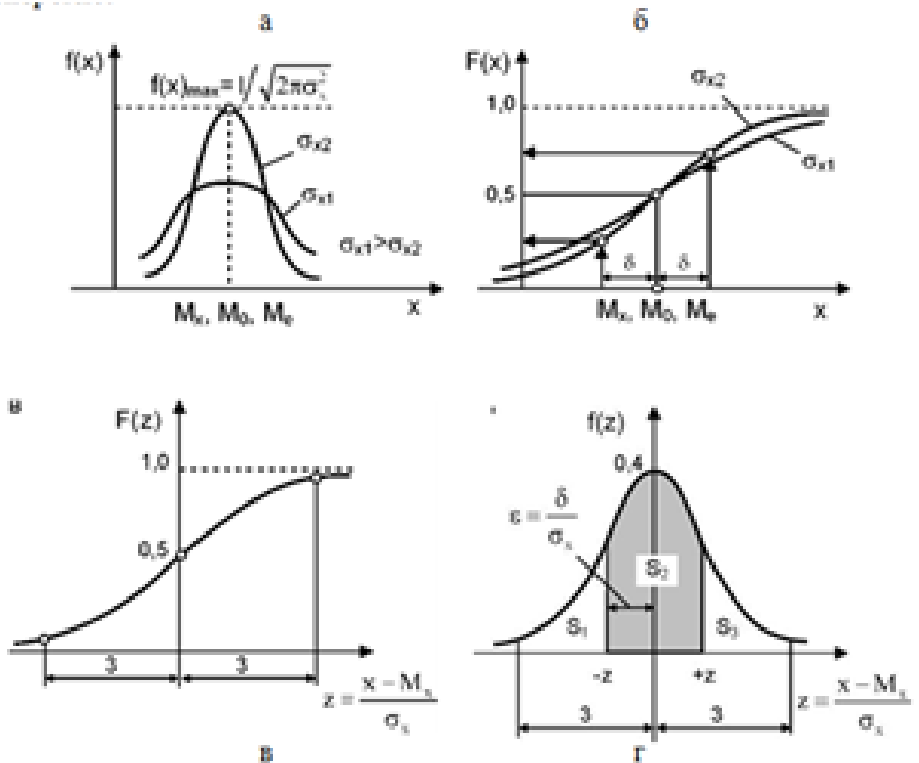 а
б
f(x)
f(x)max=1/√2πσ²x
σx2
σx1
σx1>σx2
x
Mx, M0, Me
F(x)
1,0
σx2
σx1
0,5
δ
δ
Mx, M0, Me
x
в
F(z)
1,0
0,5
3
3
z = x − Mx / σx
в
f(z)
0,4
ε = δ / σx
S2
S1
S3
-z
+z
3
3
z = x − Mx / σx
г